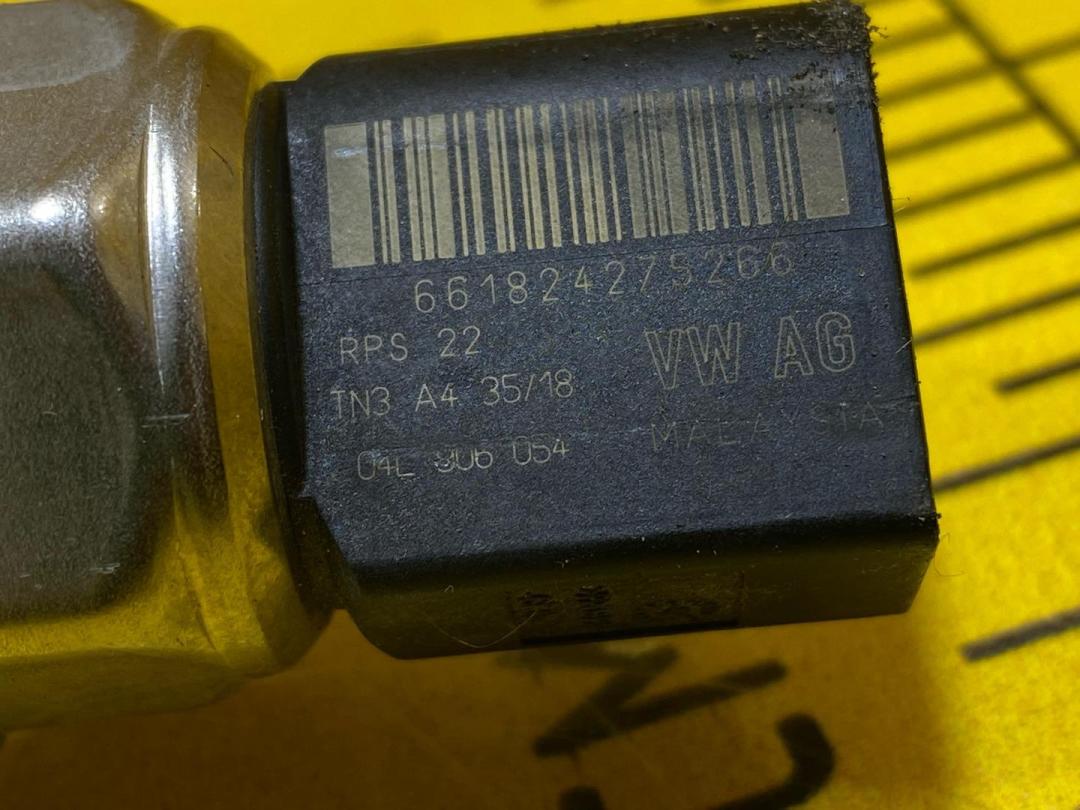 661824275266
RPS 22
VW AG
TN3 A4 35/18
MALAYSIA
04L 906 054